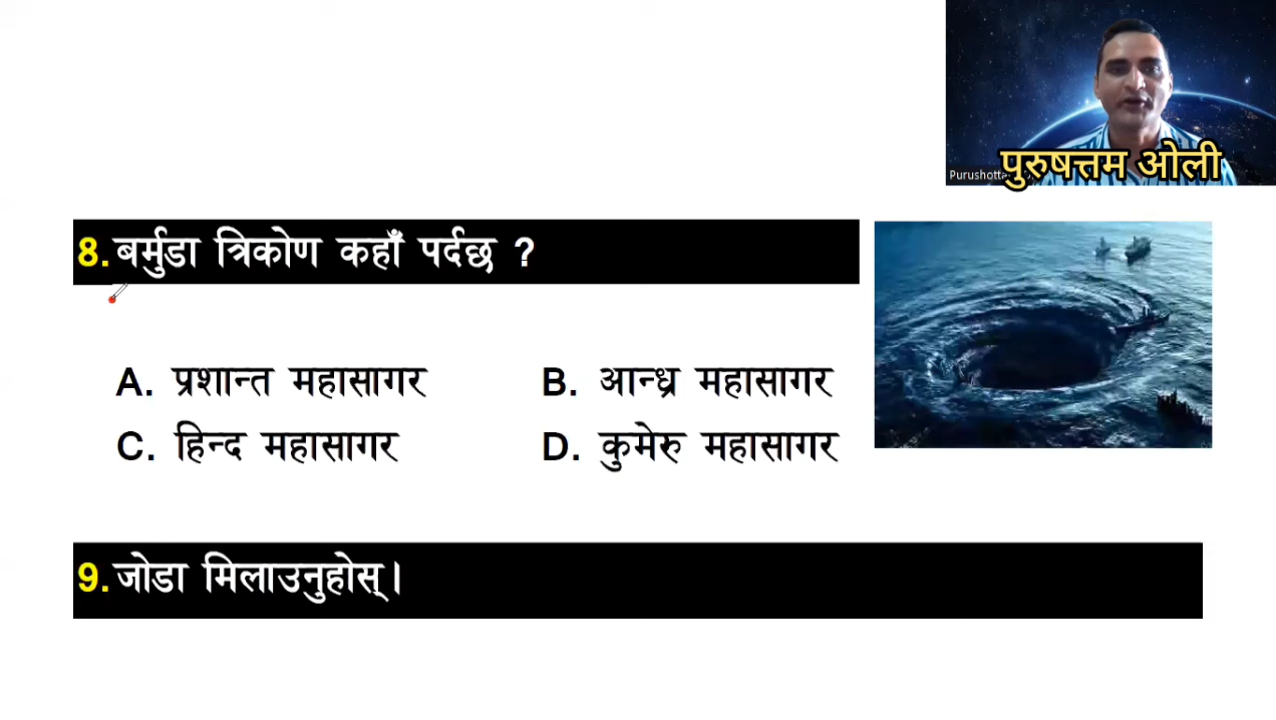 पुरुषत्तम ओली
8. बर्मुडा त्रिकोण कहाँ पर्दछ ?
A. प्रशान्त महासागर
B. आन्ध्र महासागर
C. हिन्द महासागर
D. कुमेरु महासागर
9. जोडा मिलाउनुहोस्।